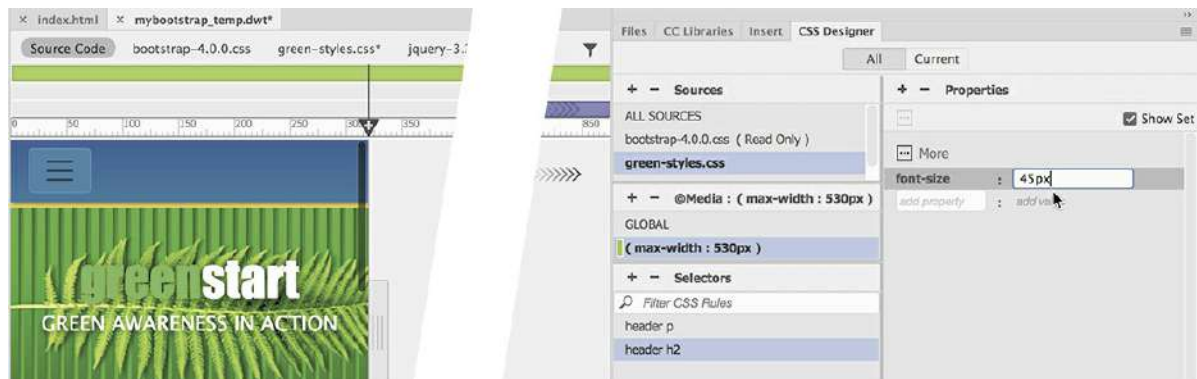 × index.html × mybootstrap_temp.dwt*
Source Code bootstrap-4.0.0.css green-styles.css* jquery-3.
0 50 100 150 200 250 300 350
850
greenstart
GREEN AWARENESS IN ACTION
Files CC Libraries Insert CSS Designer
All Current
+ − Sources
ALL SOURCES
bootstrap-4.0.0.css ( Read Only )
green-styles.css
+ − @Media : ( max-width : 530px )
GLOBAL
( max-width : 530px )
+ − Selectors
Filter CSS Rules
header p
header h2
+ − Properties
Show Set
More
font-size : 45px
add property : add